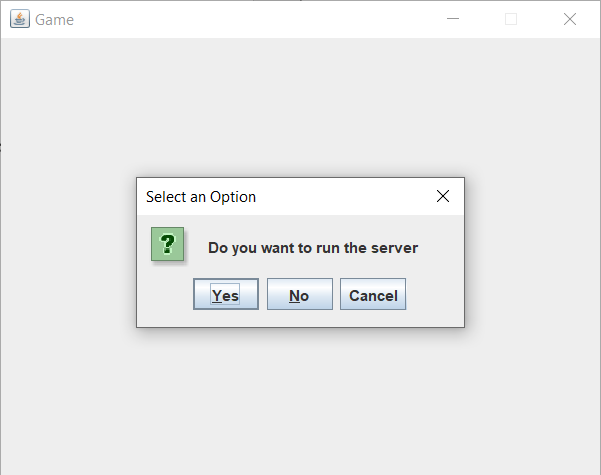 Game
Select an Option
?
Do you want to run the server
Yes No Cancel